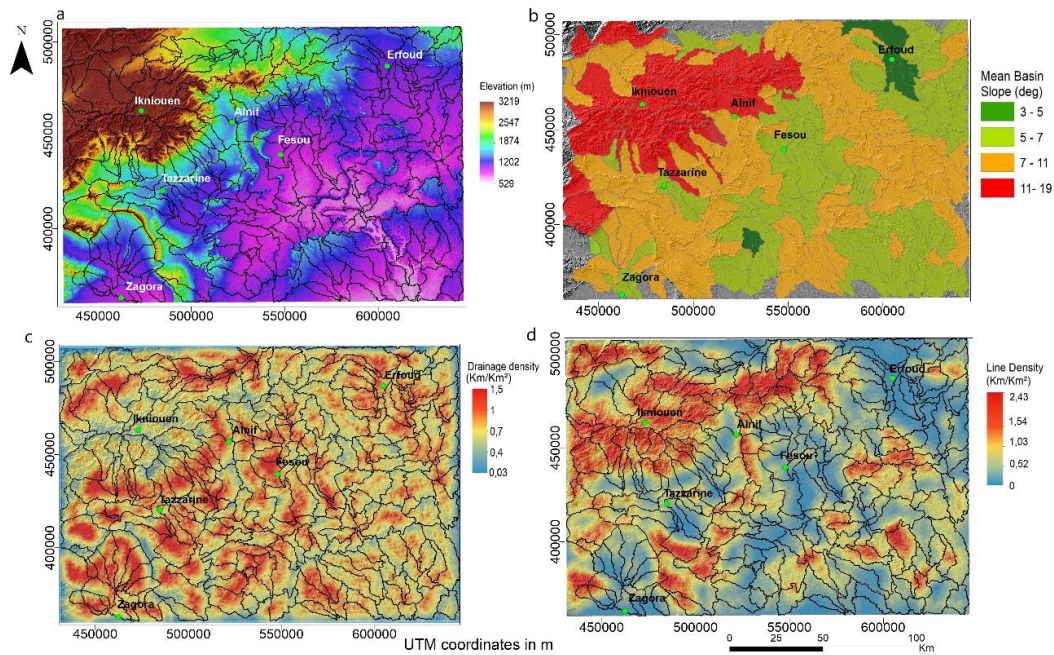 a
N
500000
450000
400000
Erfoud
Ikniouen
Alnif
Fesou
Tazzarine
Zagora
450000 500000 550000 600000
Elevation (m)
3219
2547
1874
1202
529
b
500000
450000
400000
Erfoud
Ikniouen
Alnif
Fesou
Tazzarine
Zagora
450000 500000 550000 600000
Mean Basin
Slope (deg)
3 - 5
5 - 7
7 - 11
11 - 19
c
500000
450000
400000
Erfoud
Ikniouen
Alnif
Fesou
Tazzarine
Zagora
450000 500000 550000 600000
Drainage density
(Km/Km²)
1,5
1
0,7
0,4
0,03
d
500000
450000
400000
Erfoud
Ikniouen
Alnif
Fesou
Tazzarine
Zagora
450000 500000 550000 600000
Line Density
(Km/Km²)
2,43
1,54
1,03
0,52
0
UTM coordinates in m
0 25 50 100
Km